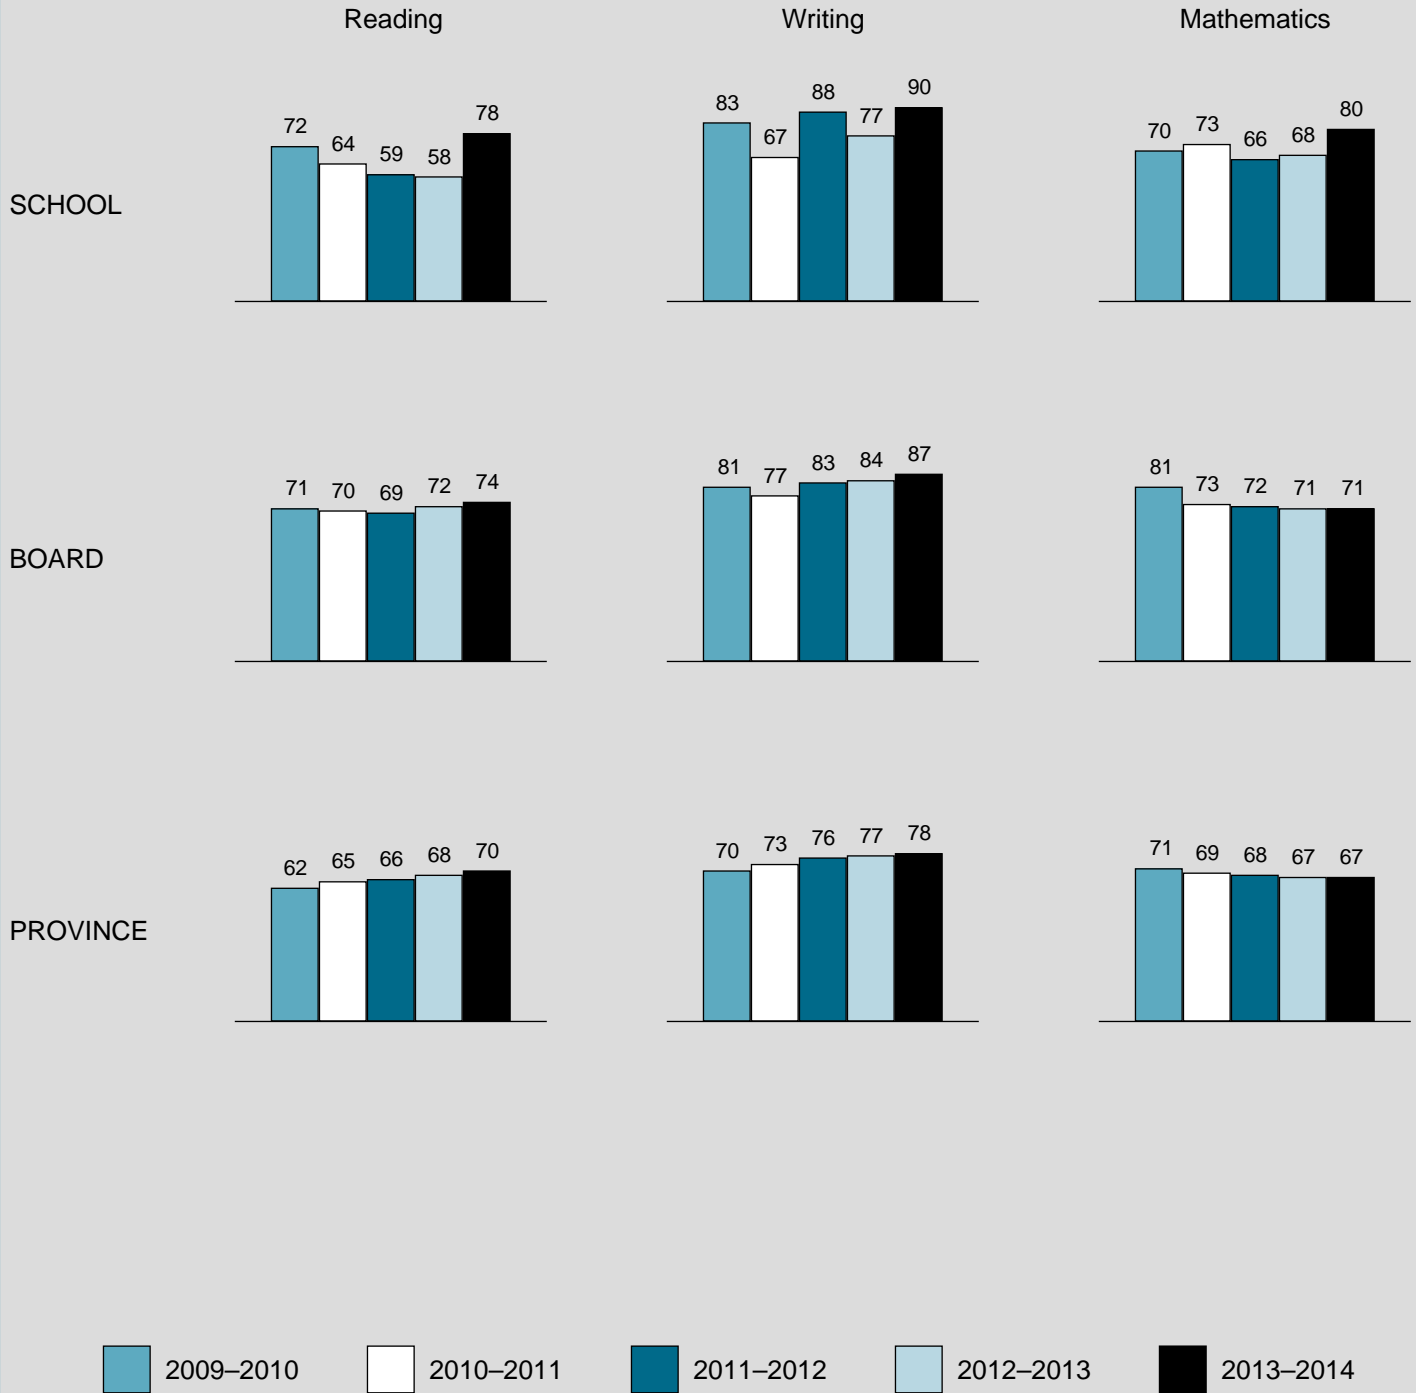 Reading Writing Mathematics
SCHOOL
72 64 59 58 78
83 67 88 77 90
70 73 66 68 80
BOARD
71 70 69 72 74
81 77 83 84 87
81 73 72 71 71
PROVINCE
62 65 66 68 70
70 73 76 77 78
71 69 68 67 67
2009–2010 2010–2011 2011–2012 2012–2013 2013–2014